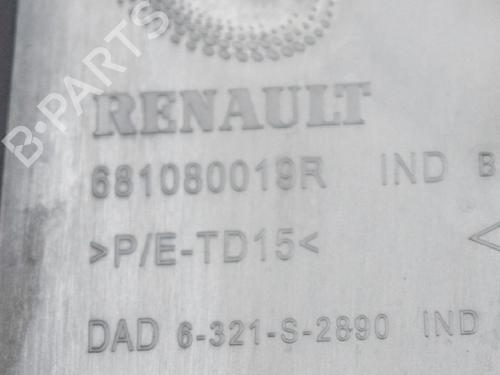 B-PARTS
RENAULT
681080019R IND B
>P/E-TD15<
DAD 6-321-S-2890 IND